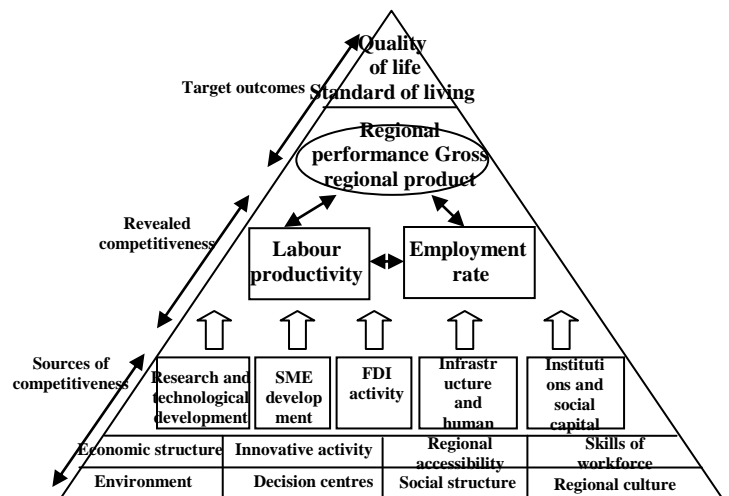 Quality
of life
Standard of living
Target outcomes
Regional
performance Gross
regional product
Revealed
competitiveness
Labour
productivity
Employment
rate
Sources of
competitiveness
Research and
technological
development
SME
develop
ment
FDI
activity
Infrastr
ucture
and
human
Instituti
ons and
social
capital
Economic structure
Innovative activity
Regional
accessibility
Skills of
workforce
Environment
Decision centres
Social structure
Regional culture